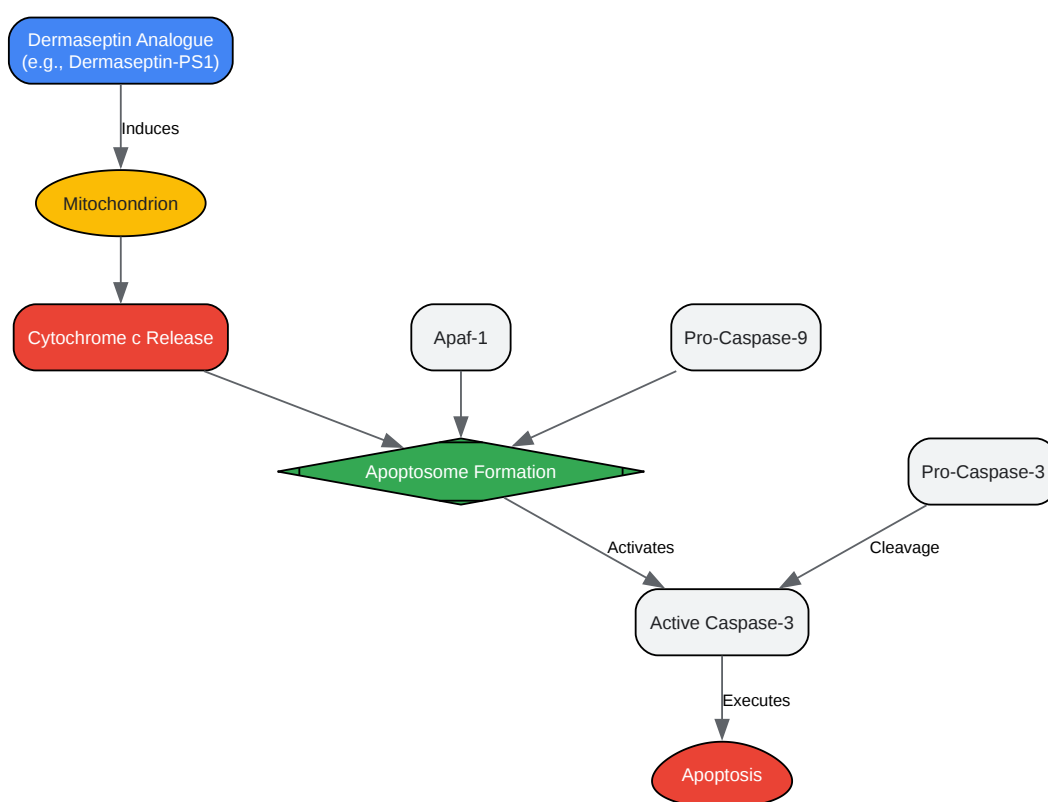 Dermaseptin Analogue
(e.g., Dermaseptin-PS1)
Induces
Mitochondrion
Cytochrome c Release
Apaf-1
Pro-Caspase-9
Apoptosome Formation
Pro-Caspase-3
Activates
Cleavage
Active Caspase-3
Executes
Apoptosis